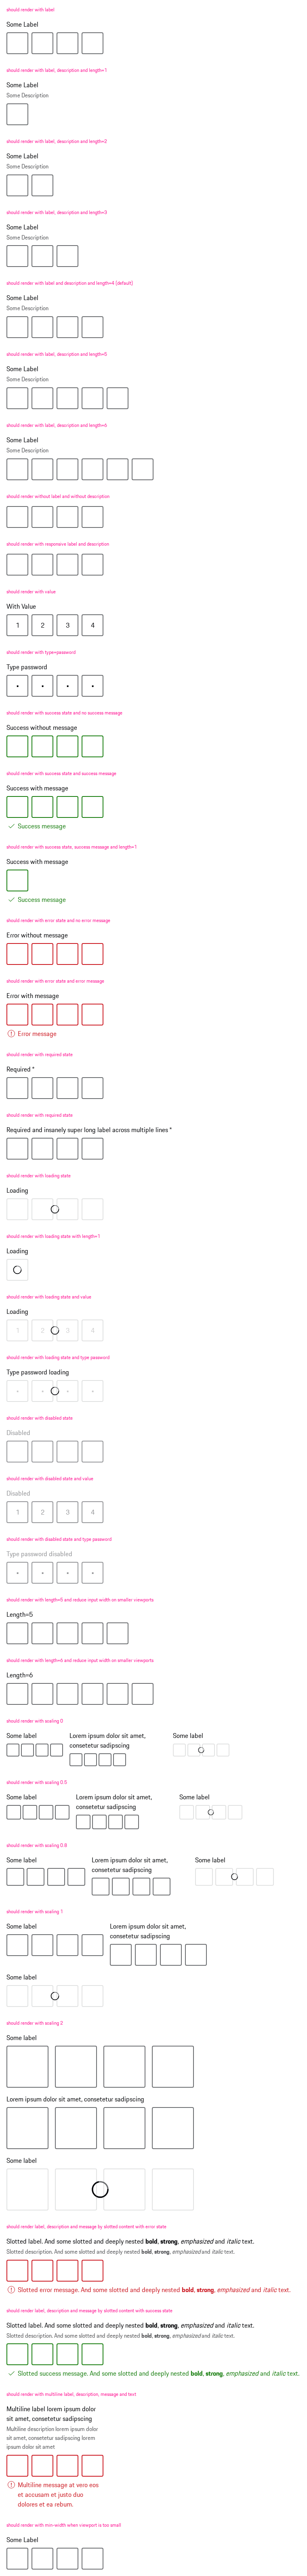 should render with label
Some Label
should render with label, description and length=1
Some Label
Some Description
should render with label, description and length=2
Some Label
Some Description
should render with label, description and length=3
Some Label
Some Description
should render with label and description and length=4 (default)
Some Label
Some Description
should render with label, description and length=5
Some Label
Some Description
should render with label, description and length=6
Some Label
Some Description
should render without label and without description
should render with responsive label and description
should render with value
With Value
1 2 3 4
should render with type=password
Type password
• • • •
should render with success state and no success message
Success without message
should render with success state and success message
Success with message
Success message
should render with success state, success message and length=1
Success with message
Success message
should render with error state and no error message
Error without message
should render with error state and error message
Error with message
Error message
should render with required state
Required *
should render with required state
Required and insanely super long label across multiple lines *
should render with loading state
Loading
should render with loading state with length=1
Loading
should render with loading state and value
Loading
1 2 3 4
should render with loading state and type password
Type password loading
• • • •
should render with disabled state
Disabled
should render with disabled state and value
Disabled
1 2 3 4
should render with disabled state and type password
Type password disabled
• • • •
should render with length=5 and reduce input width on smaller viewports
Length=5
should render with length=6 and reduce input width on smaller viewports
Length=6
should render with scaling 0
Some label Lorem ipsum dolor sit amet, Some label
consetetur sadipscing
should render with scaling 0.5
Some label Lorem ipsum dolor sit amet, Some label
consetetur sadipscing
should render with scaling 0.8
Some label Lorem ipsum dolor sit amet, Some label
consetetur sadipscing
should render with scaling 1
Some label Lorem ipsum dolor sit amet,
consetetur sadipscing
Some label
should render with scaling 2
Some label
Lorem ipsum dolor sit amet, consetetur sadipscing
Some label
should render label, description and message by slotted content with error state
Slotted label. And some slotted and deeply nested bold, strong, emphasized and italic text.
Slotted description. And some slotted and deeply nested bold, strong, emphasized and italic text.
Slotted error message. And some slotted and deeply nested bold, strong, emphasized and italic text.
should render label, description and message by slotted content with success state
Slotted label. And some slotted and deeply nested bold, strong, emphasized and italic text.
Slotted description. And some slotted and deeply nested bold, strong, emphasized and italic text.
Slotted success message. And some slotted and deeply nested bold, strong, emphasized and italic text.
should render with multiline label, description, message and text
Multiline label lorem ipsum dolor
sit amet, consetetur sadipscing
Multiline description lorem ipsum dolor
sit amet, consetetur sadipscing lorem
ipsum dolor sit amet
Multiline message at vero eos
et accusam et justo duo
dolores et ea rebum.
should render with min-width when viewport is too small
Some Label